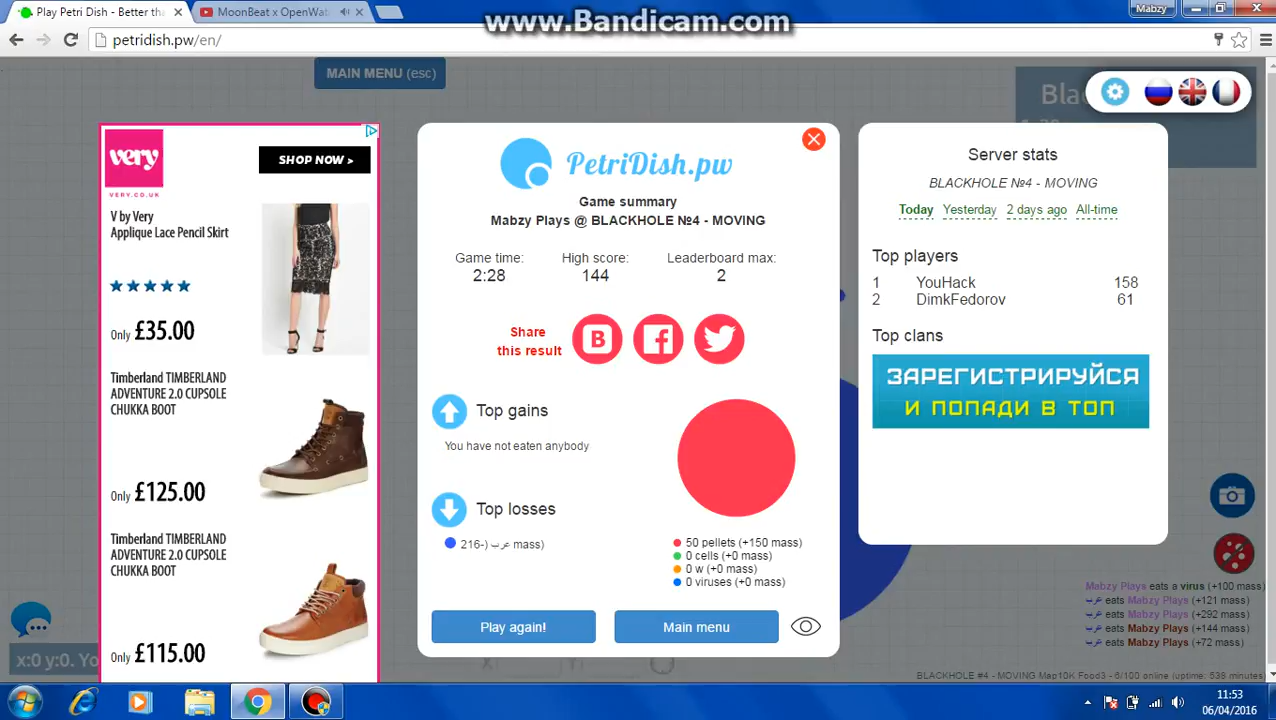 Play Petri Dish - Better tha
MoonBeat x OpenWat
www.Bandicam.com
Mabzy
petridish.pw/en/
MAIN MENU (esc)
very
VERY.CO.UK
SHOP NOW >
V by Very
Applique Lace Pencil Skirt
Only £35.00
Timberland TIMBERLAND
ADVENTURE 2.0 CUPSOLE
CHUKKA BOOT
Only £125.00
Timberland TIMBERLAND
ADVENTURE 2.0 CUPSOLE
CHUKKA BOOT
Only £115.00
PetriDish.pw
Game summary
Mabzy Plays @ BLACKHOLE №4 - MOVING
Game time: High score: Leaderboard max:
2:28 144 2
Share
this result
B
Top gains
You have not eaten anybody
Top losses
عرب (-216 mass)
50 pellets (+150 mass)
0 cells (+0 mass)
0 w (+0 mass)
0 viruses (+0 mass)
Play again!
Main menu
Server stats
BLACKHOLE №4 - MOVING
Today Yesterday 2 days ago All-time
Top players
1 YouHack 158
2 DimkFedorov 61
Top clans
ЗАРЕГИСТРИРУЙСЯ
И ПОПАДИ В ТОП
Mabzy Plays eats a virus (+100 mass)
عرب eats Mabzy Plays (+121 mass)
عرب eats Mabzy Plays (+292 mass)
عرب eats Mabzy Plays (+144 mass)
عرب eats Mabzy Plays (+72 mass)
x:0 y:0. Yo
BLACKHOLE #4 - MOVING Map10K Food3 - 6/100 online (uptime: 538 minutes)
11:53
06/04/2016